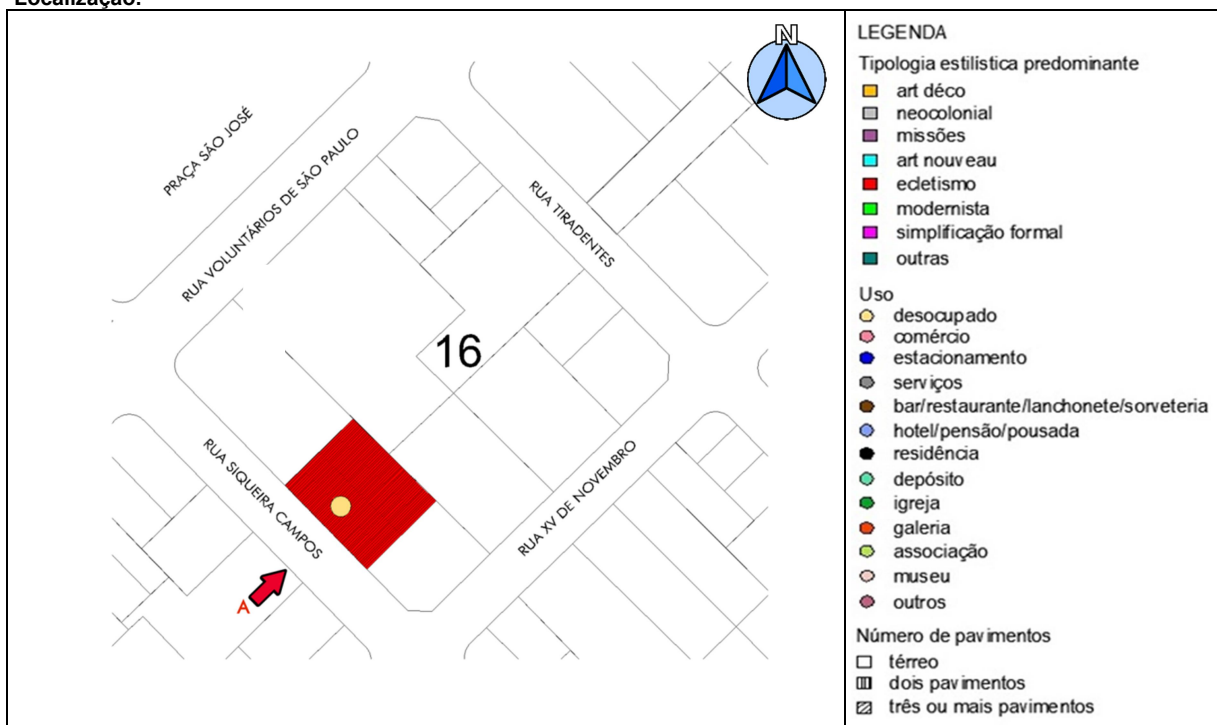 Localização:
N
PRAÇA SÃO JOSÉ
RUA VOLUNTÁRIOS DE SÃO PAULO
RUA TIRADENTES
16
RUA SIQUEIRA CAMPOS
RUA XV DE NOVEMBRO
A
LEGENDA
Tipologia estilística predominante
art déco
neocolonial
missões
art nouveau
ecletismo
modernista
simplificação formal
outras
Uso
desocupado
comércio
estacionamento
serviços
bar/restaurante/lanchonete/sorveteria
hotel/pensão/pousada
residência
depósito
igreja
galeria
associação
museu
outros
Número de pavimentos
térreo
dois pavimentos
três ou mais pavimentos